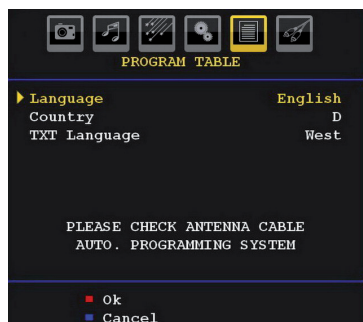 PROGRAM TABLE
Language English
Country D
TXT Language West
PLEASE CHECK ANTENNA CABLE
AUTO. PROGRAMMING SYSTEM
Ok
Cancel